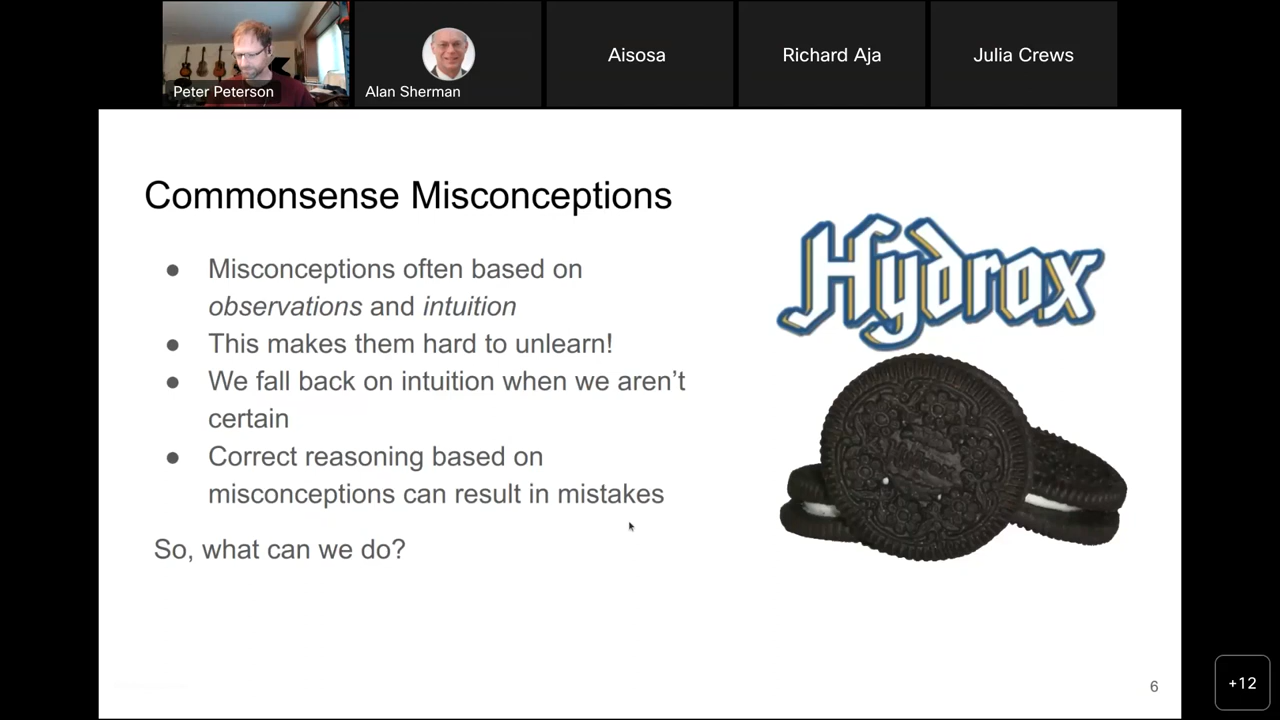 Peter Peterson
Alan Sherman
Aisosa
Richard Aja
Julia Crews
Commonsense Misconceptions
● Misconceptions often based on
observations and intuition
● This makes them hard to unlearn!
● We fall back on intuition when we aren’t
certain
● Correct reasoning based on
misconceptions can result in mistakes
So, what can we do?
Hydrox
6
+12